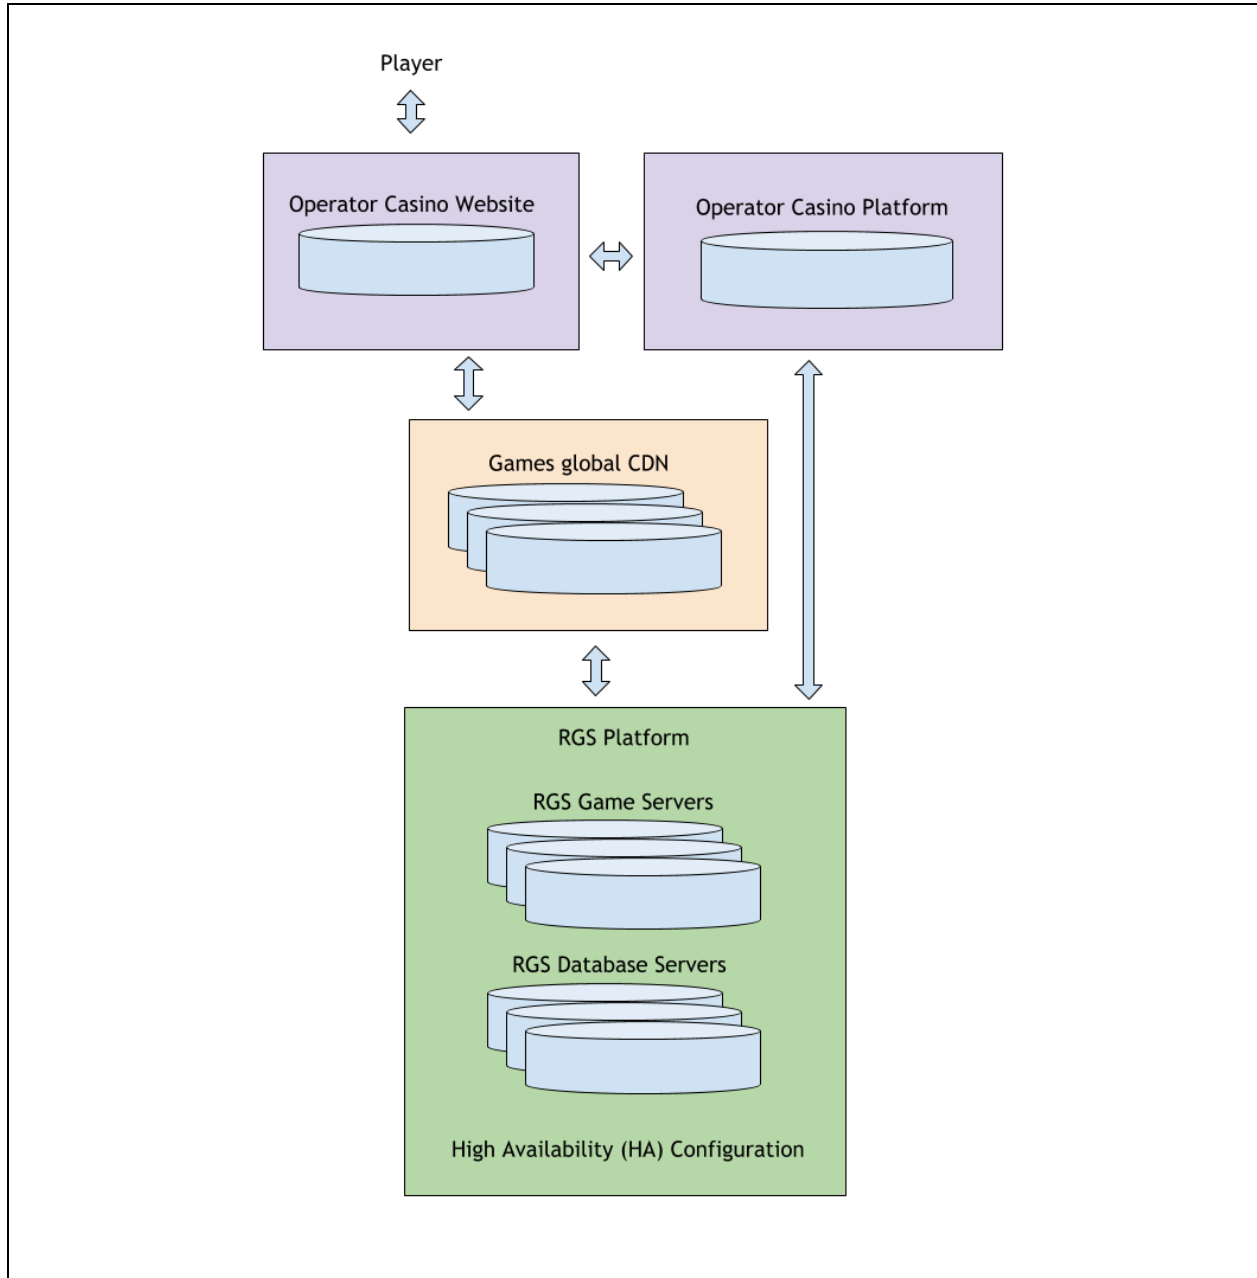 Player
Operator Casino Website
Operator Casino Platform
Games global CDN
RGS Platform
RGS Game Servers
RGS Database Servers
High Availability (HA) Configuration